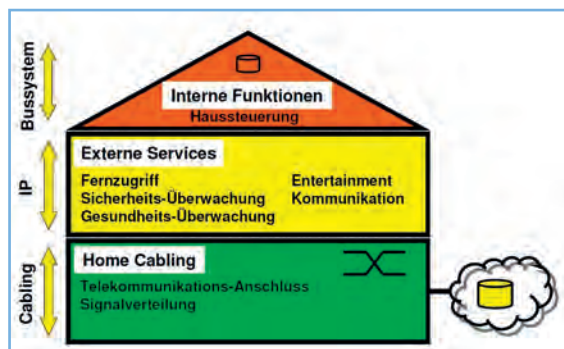 Bussystem
Interne Funktionen
Haussteuerung
IP
Externe Services
Fernzugriff
Sicherheits-Überwachung
Gesundheits-Überwachung
Entertainment
Kommunikation
Cabling
Home Cabling
Telekommunikations-Anschluss
Signalverteilung